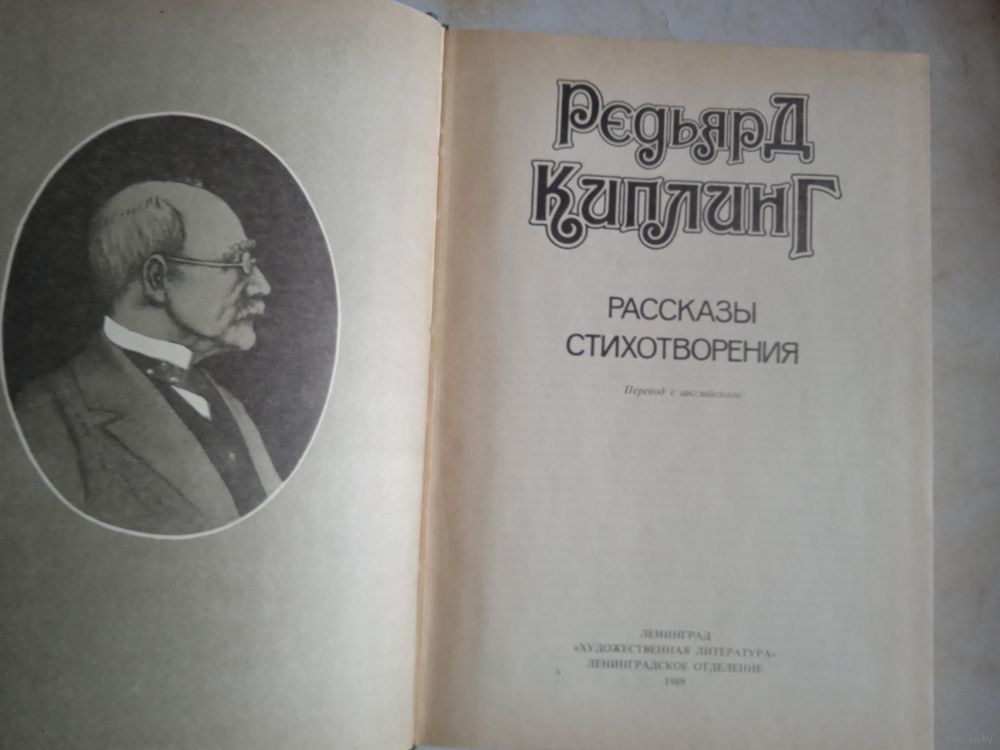 Редьярд
Киплинг
РАССКАЗЫ
СТИХОТВОРЕНИЯ
Перевод с английского
ЛЕНИНГРАД
«ХУДОЖЕСТВЕННАЯ ЛИТЕРАТУРА»
ЛЕНИНГРАДСКОЕ ОТДЕЛЕНИЕ
1989